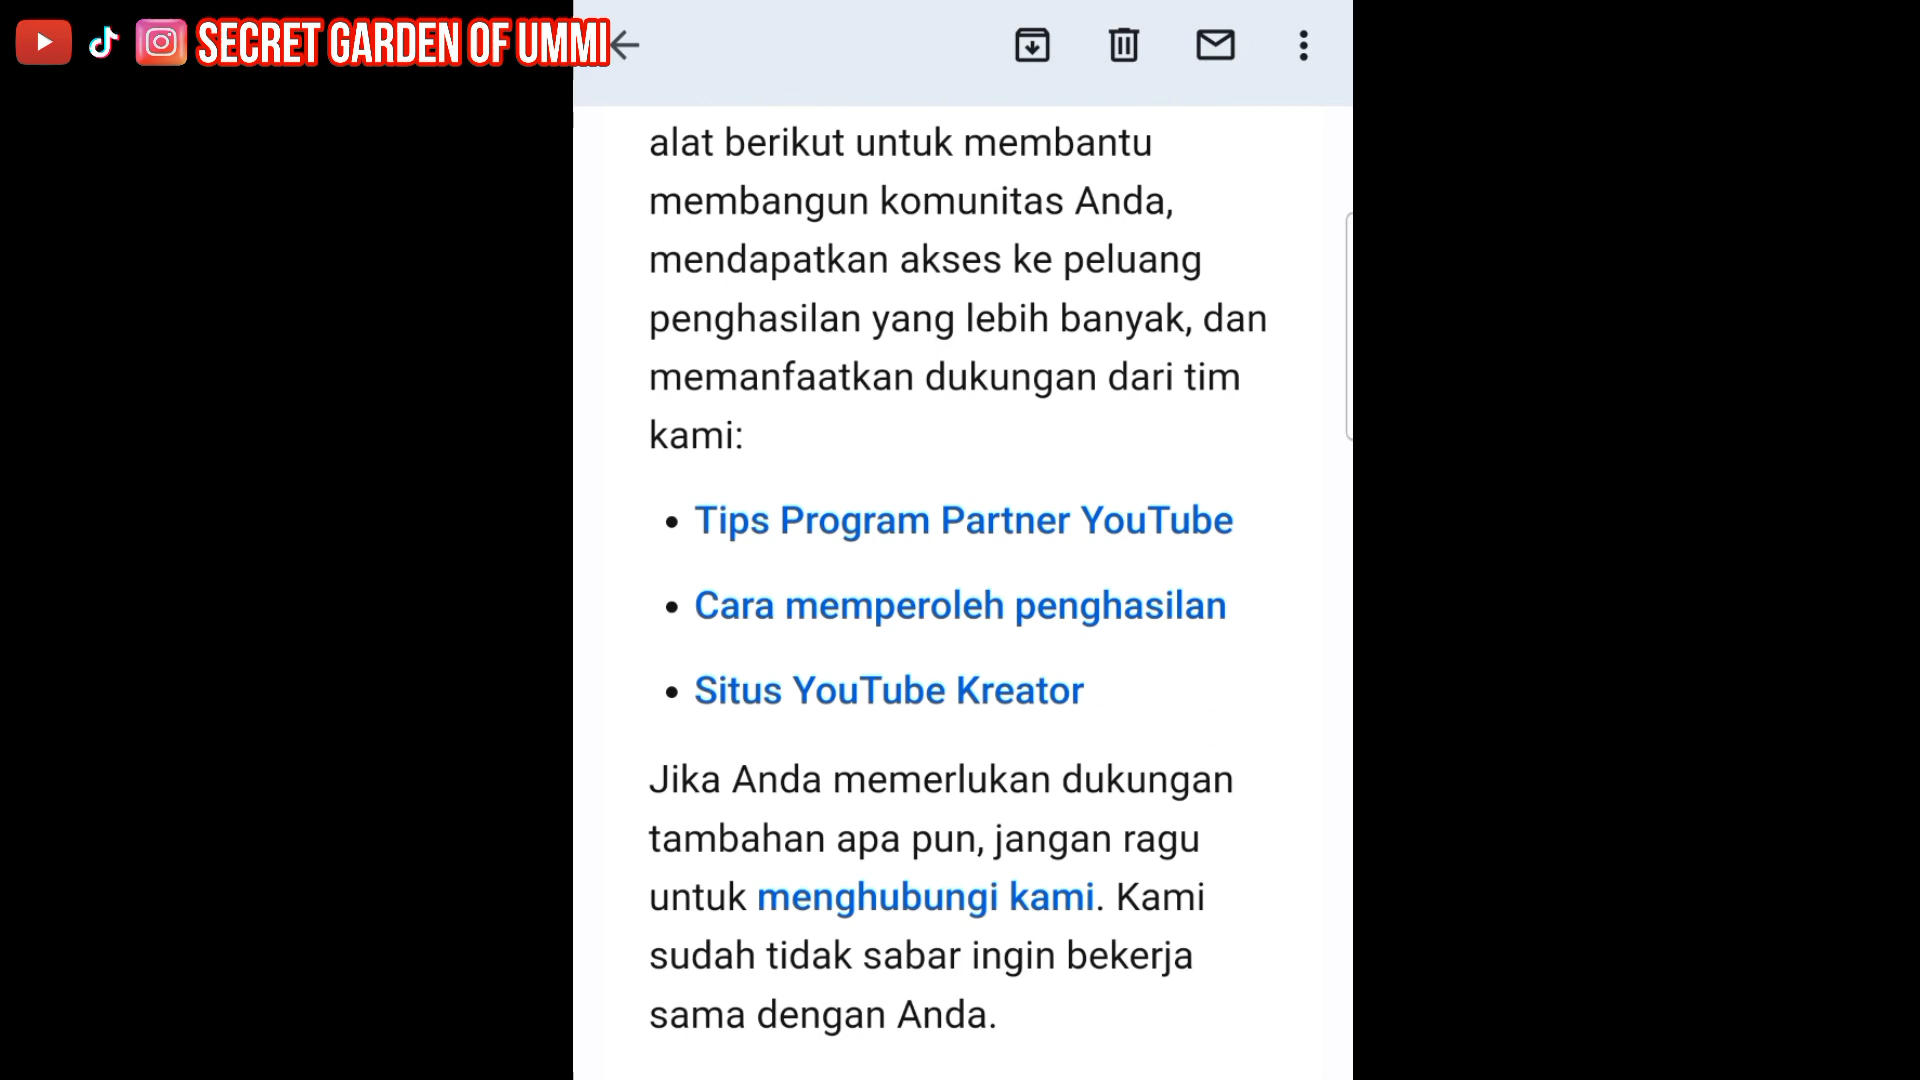 SECRET GARDEN OF UMMI
alat berikut untuk membantu
membangun komunitas Anda,
mendapatkan akses ke peluang
penghasilan yang lebih banyak, dan
memanfaatkan dukungan dari tim
kami:
• Tips Program Partner YouTube
• Cara memperoleh penghasilan
• Situs YouTube Kreator
Jika Anda memerlukan dukungan
tambahan apa pun, jangan ragu
untuk menghubungi kami. Kami
sudah tidak sabar ingin bekerja
sama dengan Anda.